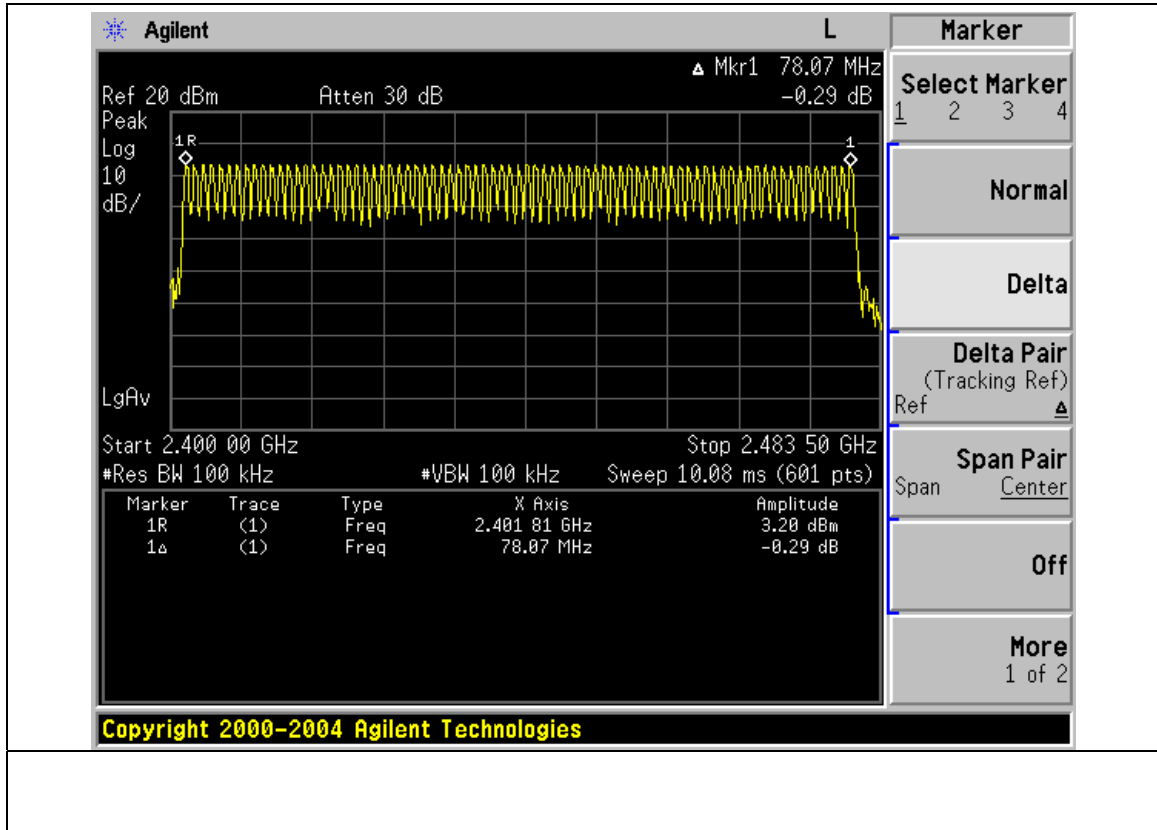 Agilent L
Δ Mkr1 78.07 MHz
Ref 20 dBm Atten 30 dB -0.29 dB
Peak
Log
10
dB/
1R
1
LgAv
Start 2.400 00 GHz Stop 2.483 50 GHz
#Res BW 100 kHz #VBW 100 kHz Sweep 10.08 ms (601 pts)
Marker Trace Type X Axis Amplitude
1R (1) Freq 2.401 81 GHz 3.20 dBm
1Δ (1) Freq 78.07 MHz -0.29 dB
Copyright 2000-2004 Agilent Technologies
Marker
Select Marker
1 2 3 4
Normal
Delta
Delta Pair
(Tracking Ref)
Ref Δ
Span Pair
Span Center
Off
More
1 of 2